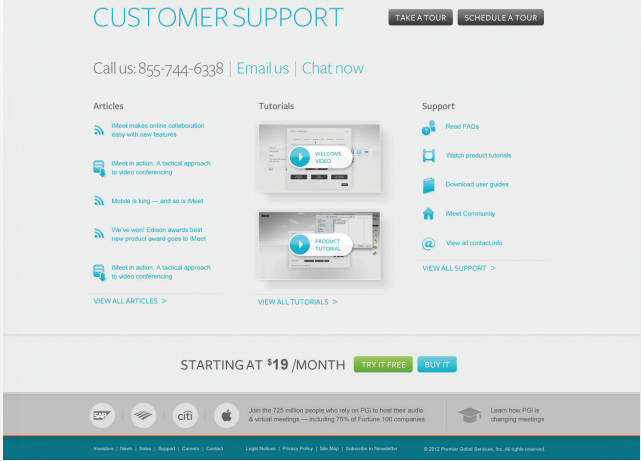 CUSTOMER SUPPORT
TAKE A TOUR
SCHEDULE A TOUR
Call us: 855-744-6338 | Email us | Chat now
Articles
iMeet makes online collaboration
easy with new features
iMeet in action. A tactical approach
to video conferencing
Mobile is king — and so is iMeet
We've won! Edison awards best
new product award goes to iMeet
iMeet in action. A tactical approach
to video conferencing
VIEW ALL ARTICLES >
Tutorials
WELCOME
VIDEO
PRODUCT
TUTORIAL
VIEW ALL TUTORIALS >
Support
Read FAQs
Watch product tutorials
Download user guides
iMeet Community
View all contact info
VIEW ALL SUPPORT >
STARTING AT $19 /MONTH
TRY IT FREE
BUY IT
SAP
citi
Join the 725 million people who rely on PGi to host their audio
& virtual meetings — including 75% of Fortune 100 companies.
Learn how PGi is
changing meetings
Investors | News | Sales | Support | Careers | Contact
Legal Notices | Privacy Policy | Site Map | Subscribe to Newsletter
© 2012 Premier Global Services, Inc. All rights reserved.